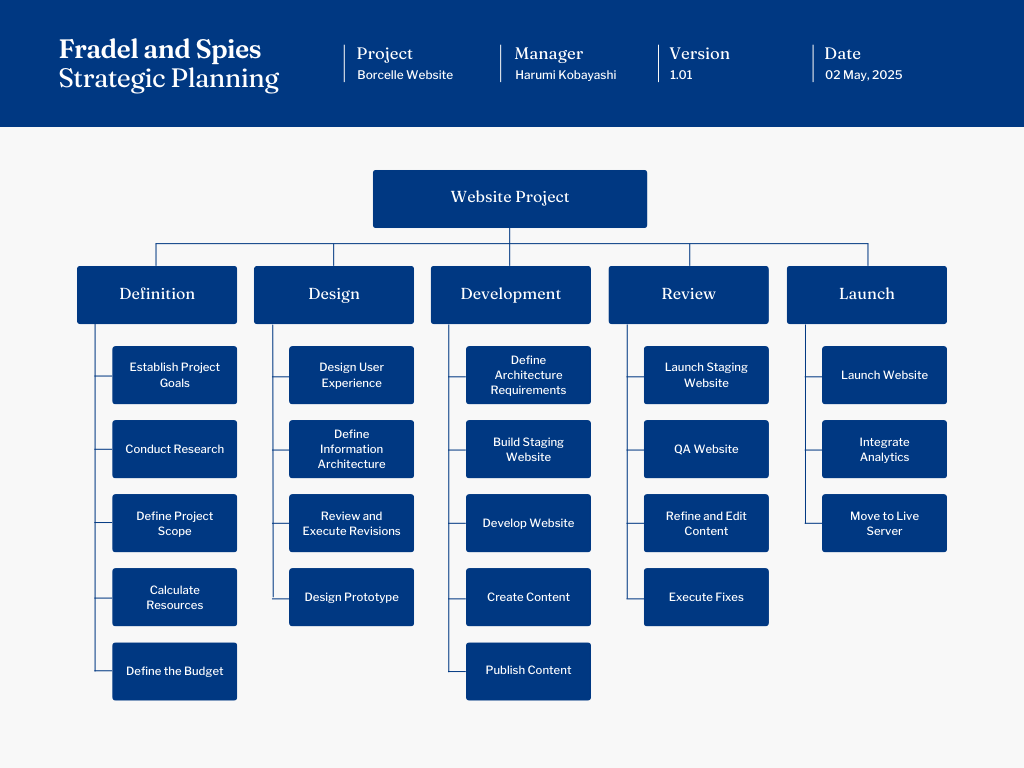 Fradel and Spies
Strategic Planning
Project
Borcelle Website
Manager
Harumi Kobayashi
Version
1.01
Date
02 May, 2025
Website Project
Definition
Establish Project
Goals
Conduct Research
Define Project
Scope
Calculate
Resources
Define the Budget
Design
Design User
Experience
Define
Information
Architecture
Review and
Execute Revisions
Design Prototype
Development
Define
Architecture
Requirements
Build Staging
Website
Develop Website
Create Content
Publish Content
Review
Launch Staging
Website
QA Website
Refine and Edit
Content
Execute Fixes
Launch
Launch Website
Integrate
Analytics
Move to Live
Server